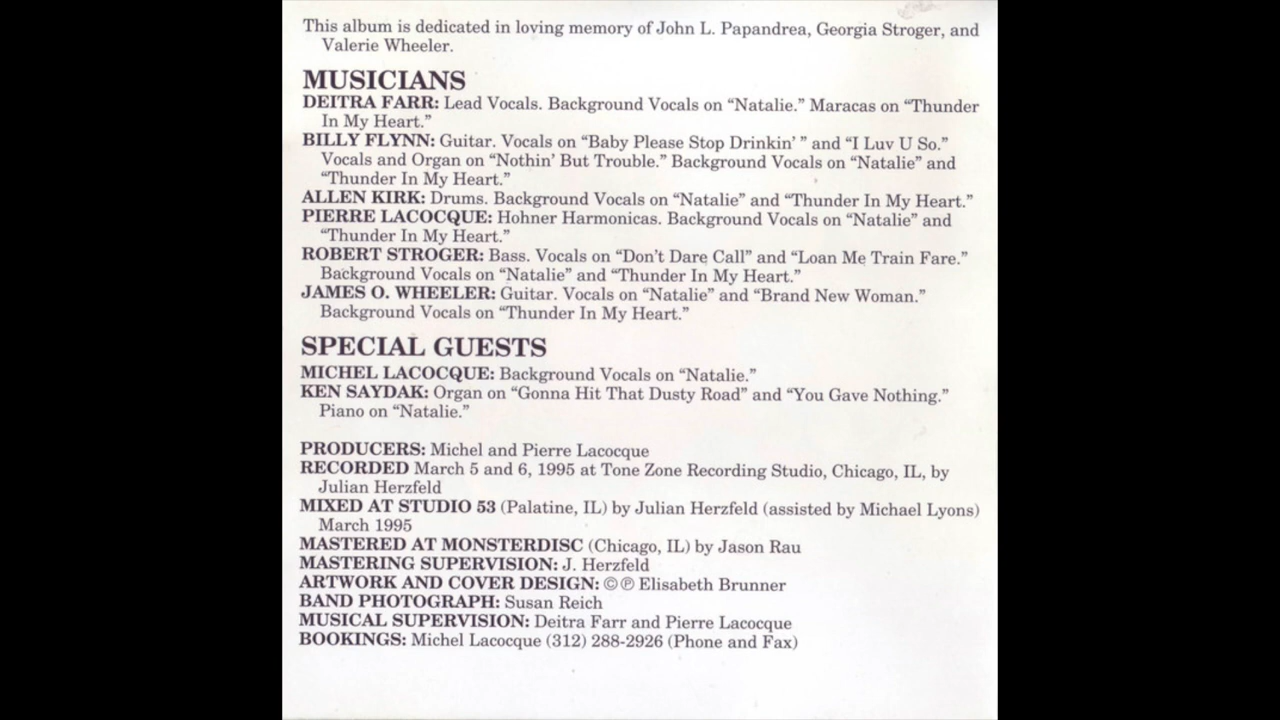 This album is dedicated in loving memory of John L. Papandrea, Georgia Stroger, and
Valerie Wheeler.
MUSICIANS
DEITRA FARR: Lead Vocals. Background Vocals on “Natalie.” Maracas on “Thunder
In My Heart.”
BILLY FLYNN: Guitar. Vocals on “Baby Please Stop Drinkin’ ” and “I Luv U So.”
Vocals and Organ on “Nothin’ But Trouble.” Background Vocals on “Natalie” and
“Thunder In My Heart.”
ALLEN KIRK: Drums. Background Vocals on “Natalie” and “Thunder In My Heart.”
PIERRE LACOCQUE: Hohner Harmonicas. Background Vocals on “Natalie” and
“Thunder In My Heart.”
ROBERT STROGER: Bass. Vocals on “Don’t Dare Call” and “Loan Me Train Fare.”
Background Vocals on “Natalie” and “Thunder In My Heart.”
JAMES O. WHEELER: Guitar. Vocals on “Natalie” and “Brand New Woman.”
Background Vocals on “Thunder In My Heart.”
SPECIAL GUESTS
MICHEL LACOCQUE: Background Vocals on “Natalie.”
KEN SAYDAK: Organ on “Gonna Hit That Dusty Road” and “You Gave Nothing.”
Piano on “Natalie.”
PRODUCERS: Michel and Pierre Lacocque
RECORDED March 5 and 6, 1995 at Tone Zone Recording Studio, Chicago, IL, by
Julian Herzfeld
MIXED AT STUDIO 53 (Palatine, IL) by Julian Herzfeld (assisted by Michael Lyons)
March 1995
MASTERED AT MONSTERDISC (Chicago, IL) by Jason Rau
MASTERING SUPERVISION: J. Herzfeld
ARTWORK AND COVER DESIGN: ©℗ Elisabeth Brunner
BAND PHOTOGRAPH: Susan Reich
MUSICAL SUPERVISION: Deitra Farr and Pierre Lacocque
BOOKINGS: Michel Lacocque (312) 288-2926 (Phone and Fax)